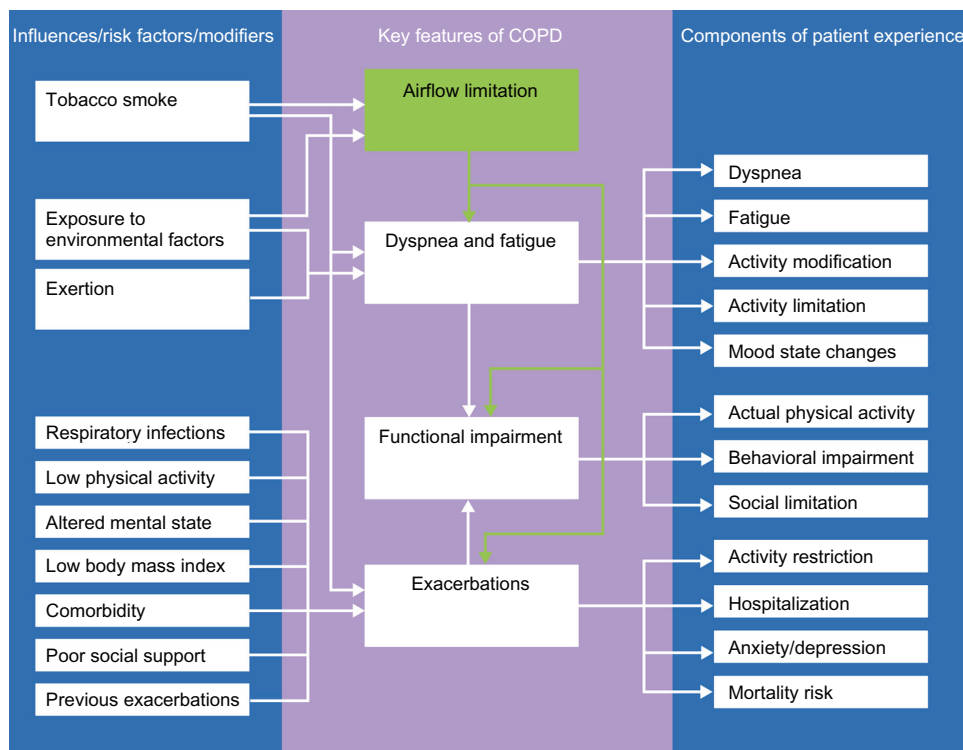 Influences/risk factors/modifiers
Key features of COPD
Components of patient experience
Tobacco smoke
Exposure to
environmental factors
Exertion
Respiratory infections
Low physical activity
Altered mental state
Low body mass index
Comorbidity
Poor social support
Previous exacerbations
Airflow limitation
Dyspnea and fatigue
Functional impairment
Exacerbations
Dyspnea
Fatigue
Activity modification
Activity limitation
Mood state changes
Actual physical activity
Behavioral impairment
Social limitation
Activity restriction
Hospitalization
Anxiety/depression
Mortality risk